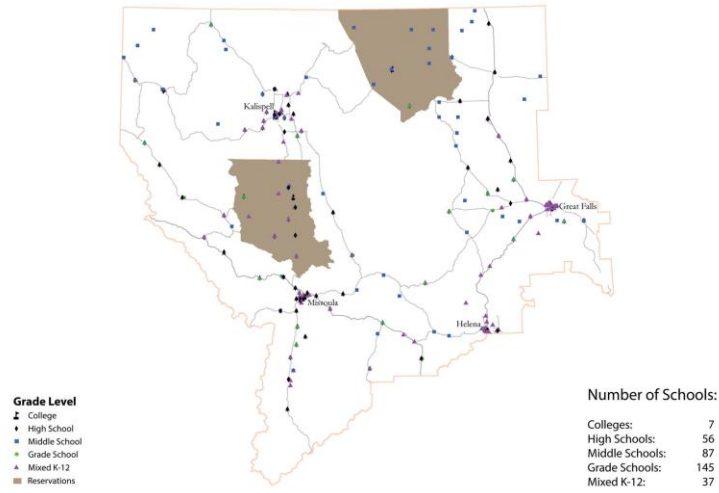 Kalispell
Great Falls
Missoula
Helena
Grade Level
College
High School
Middle School
Grade School
Mixed K-12
Reservations
Number of Schools:
Colleges: 7
High Schools: 56
Middle Schools: 87
Grade Schools: 145
Mixed K-12: 37